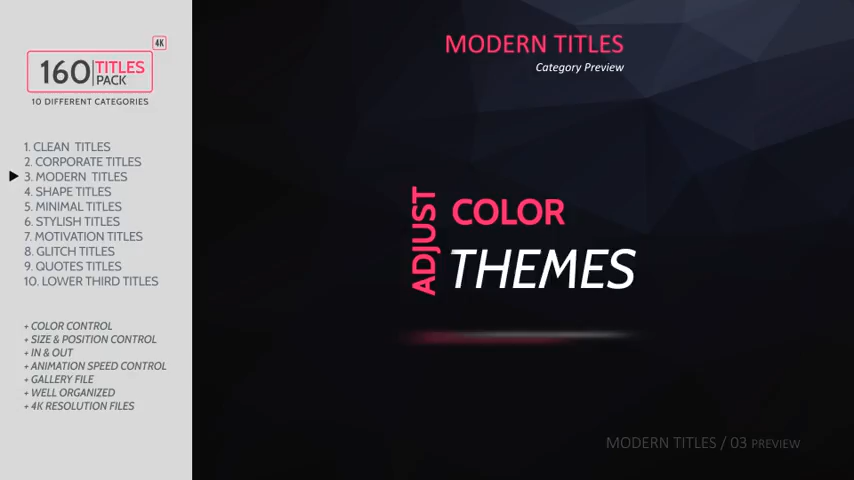 4K
160 TITLES
PACK
10 DIFFERENT CATEGORIES
1. CLEAN TITLES
2. CORPORATE TITLES
3. MODERN TITLES
4. SHAPE TITLES
5. MINIMAL TITLES
6. STYLISH TITLES
7. MOTIVATION TITLES
8. GLITCH TITLES
9. QUOTES TITLES
10. LOWER THIRD TITLES
+ COLOR CONTROL
+ SIZE & POSITION CONTROL
+ IN & OUT
+ ANIMATION SPEED CONTROL
+ GALLERY FILE
+ WELL ORGANIZED
+ 4K RESOLUTION FILES
MODERN TITLES
Category Preview
ADJUST
COLOR
THEMES
MODERN TITLES / 03 PREVIEW